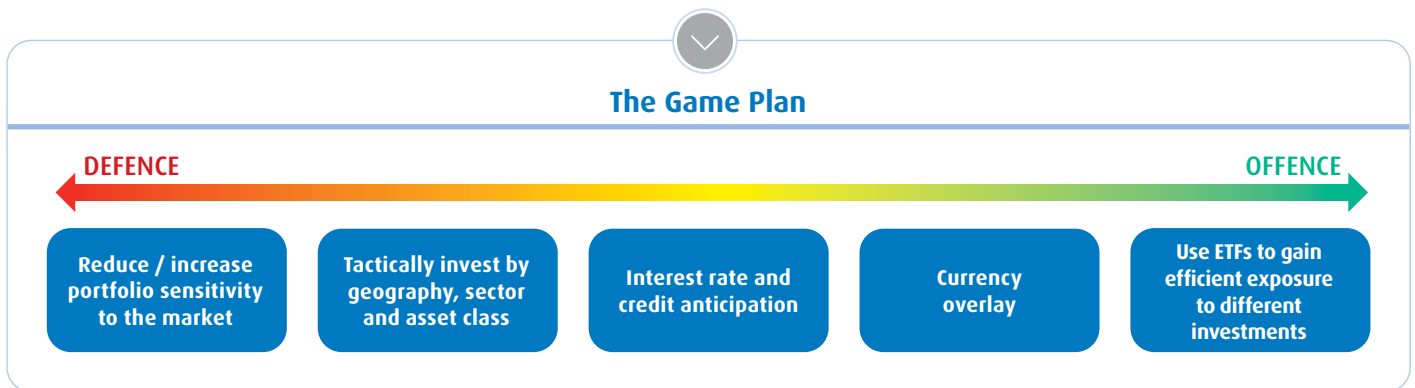 The Game Plan
DEFENCE
OFFENCE
Reduce / increase
portfolio sensitivity
to the market
Tactically invest by
geography, sector
and asset class
Interest rate and
credit anticipation
Currency
overlay
Use ETFs to gain
efficient exposure
to different
investments